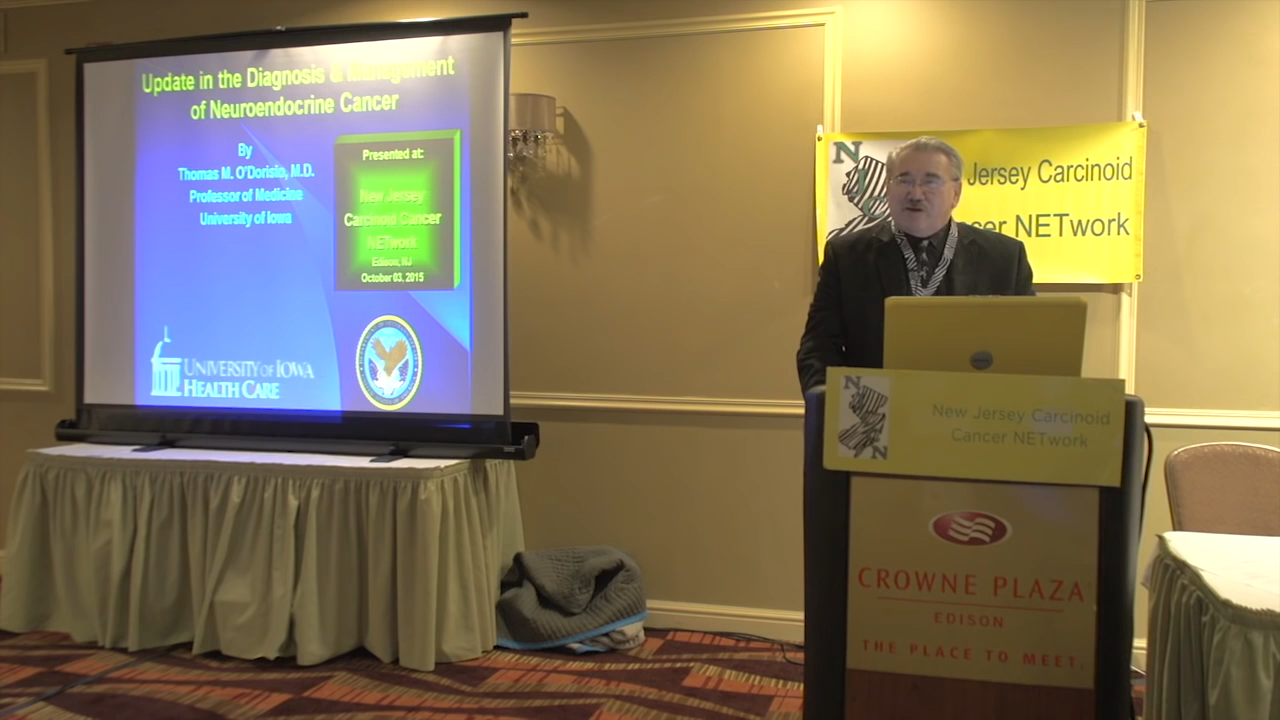 Update in the Diagnosis & Management
of Neuroendocrine Cancer
By
Thomas M. O'Dorisio, M.D.
Professor of Medicine
University of Iowa
Presented at:
New Jersey
Carcinoid Cancer
NETwork
Edison, NJ
October 03, 2015
UNIVERSITY OF IOWA
HEALTH CARE
N
J
Jersey Carcinoid
cer NETwork
N
N
New Jersey Carcinoid
Cancer NETwork
CROWNE PLAZA
EDISON
THE PLACE TO MEET.